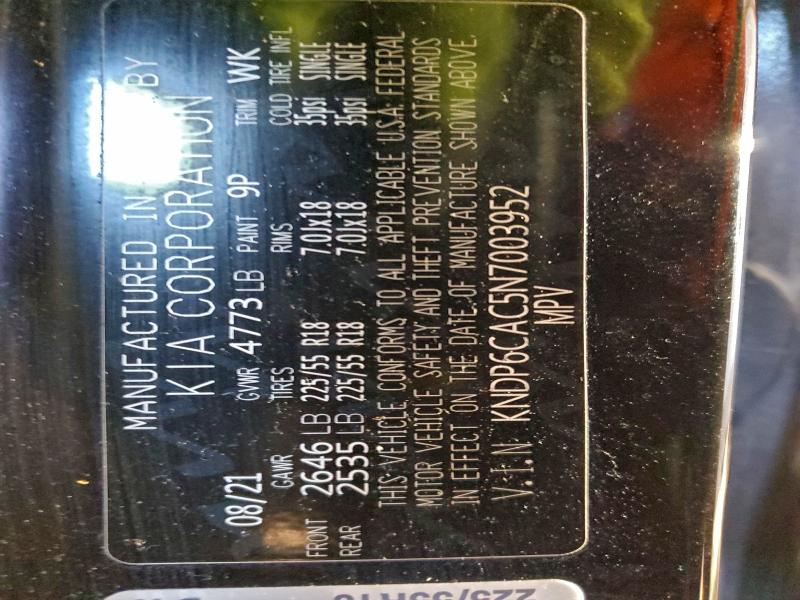 MANUFACTURED IN BY
KIA CORPORATION
08/21 GVWR 4773 LB PAINT 9P TRIM WK
GAWR TIRES RIMS COLD TIRE INFL
FRONT 2646 LB 225/55 R18 7.0Jx18 35psi SINGLE
REAR 2535 LB 225/55 R18 7.0Jx18 35psi SINGLE
THIS VEHICLE CONFORMS TO ALL APPLICABLE U.S.A FEDERAL
MOTOR VEHICLE SAFETY AND THEFT PREVENTION STANDARDS
IN EFFECT ON THE DATE OF MANUFACTURE SHOWN ABOVE.
V.I.N KNDP6CAC5N7003952
MPV